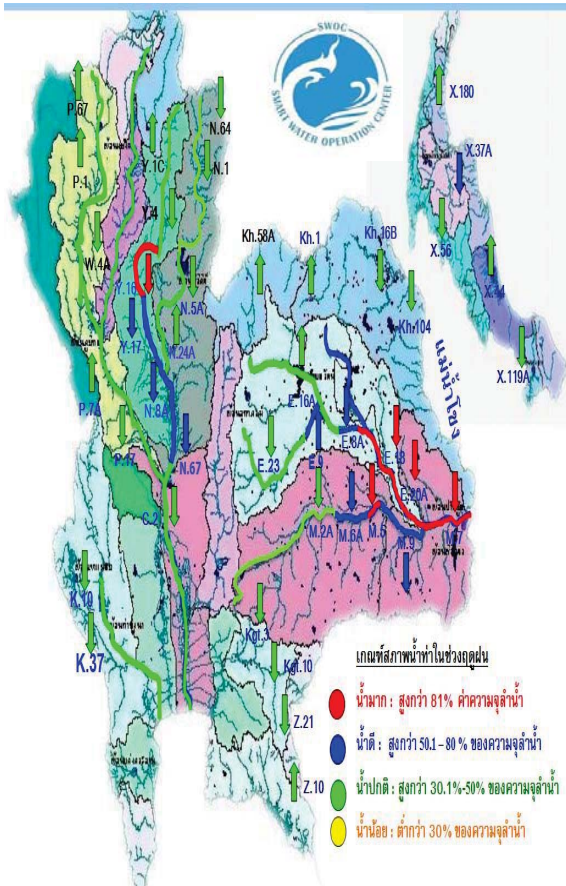 SWOC
SMART WATER OPERATION CENTER
P.67
N.64
Y.1C
N.1
P.1
Y.4
W.4A
Y.16
N.5A
Y.17
N.24A
N.8A
P.7A
P.17
N.67
C.2
K.10
K.37
Kh.58A
Kh.1
Kh.16B
Kh.104
แม่น้ำโขง
E.16A
E.8A
E.23
E.9
E.18
E.20A
M.2A
M.6A
M.5
M.9
M.7
Kgt.3
Kgt.10
Z.21
Z.10
X.180
X.37A
X.56
X.44
X.119A
เกณฑ์สภาพน้ำท่าในช่วงฤดูฝน
น้ำมาก : สูงกว่า 81% ค่าความจุลำน้ำ
น้ำดี : สูงกว่า 50.1 – 80 % ของความจุลำน้ำ
น้ำปกติ : สูงกว่า 30.1%-50% ของความจุลำน้ำ
น้ำน้อย : ต่ำกว่า 30% ของความจุลำน้ำ